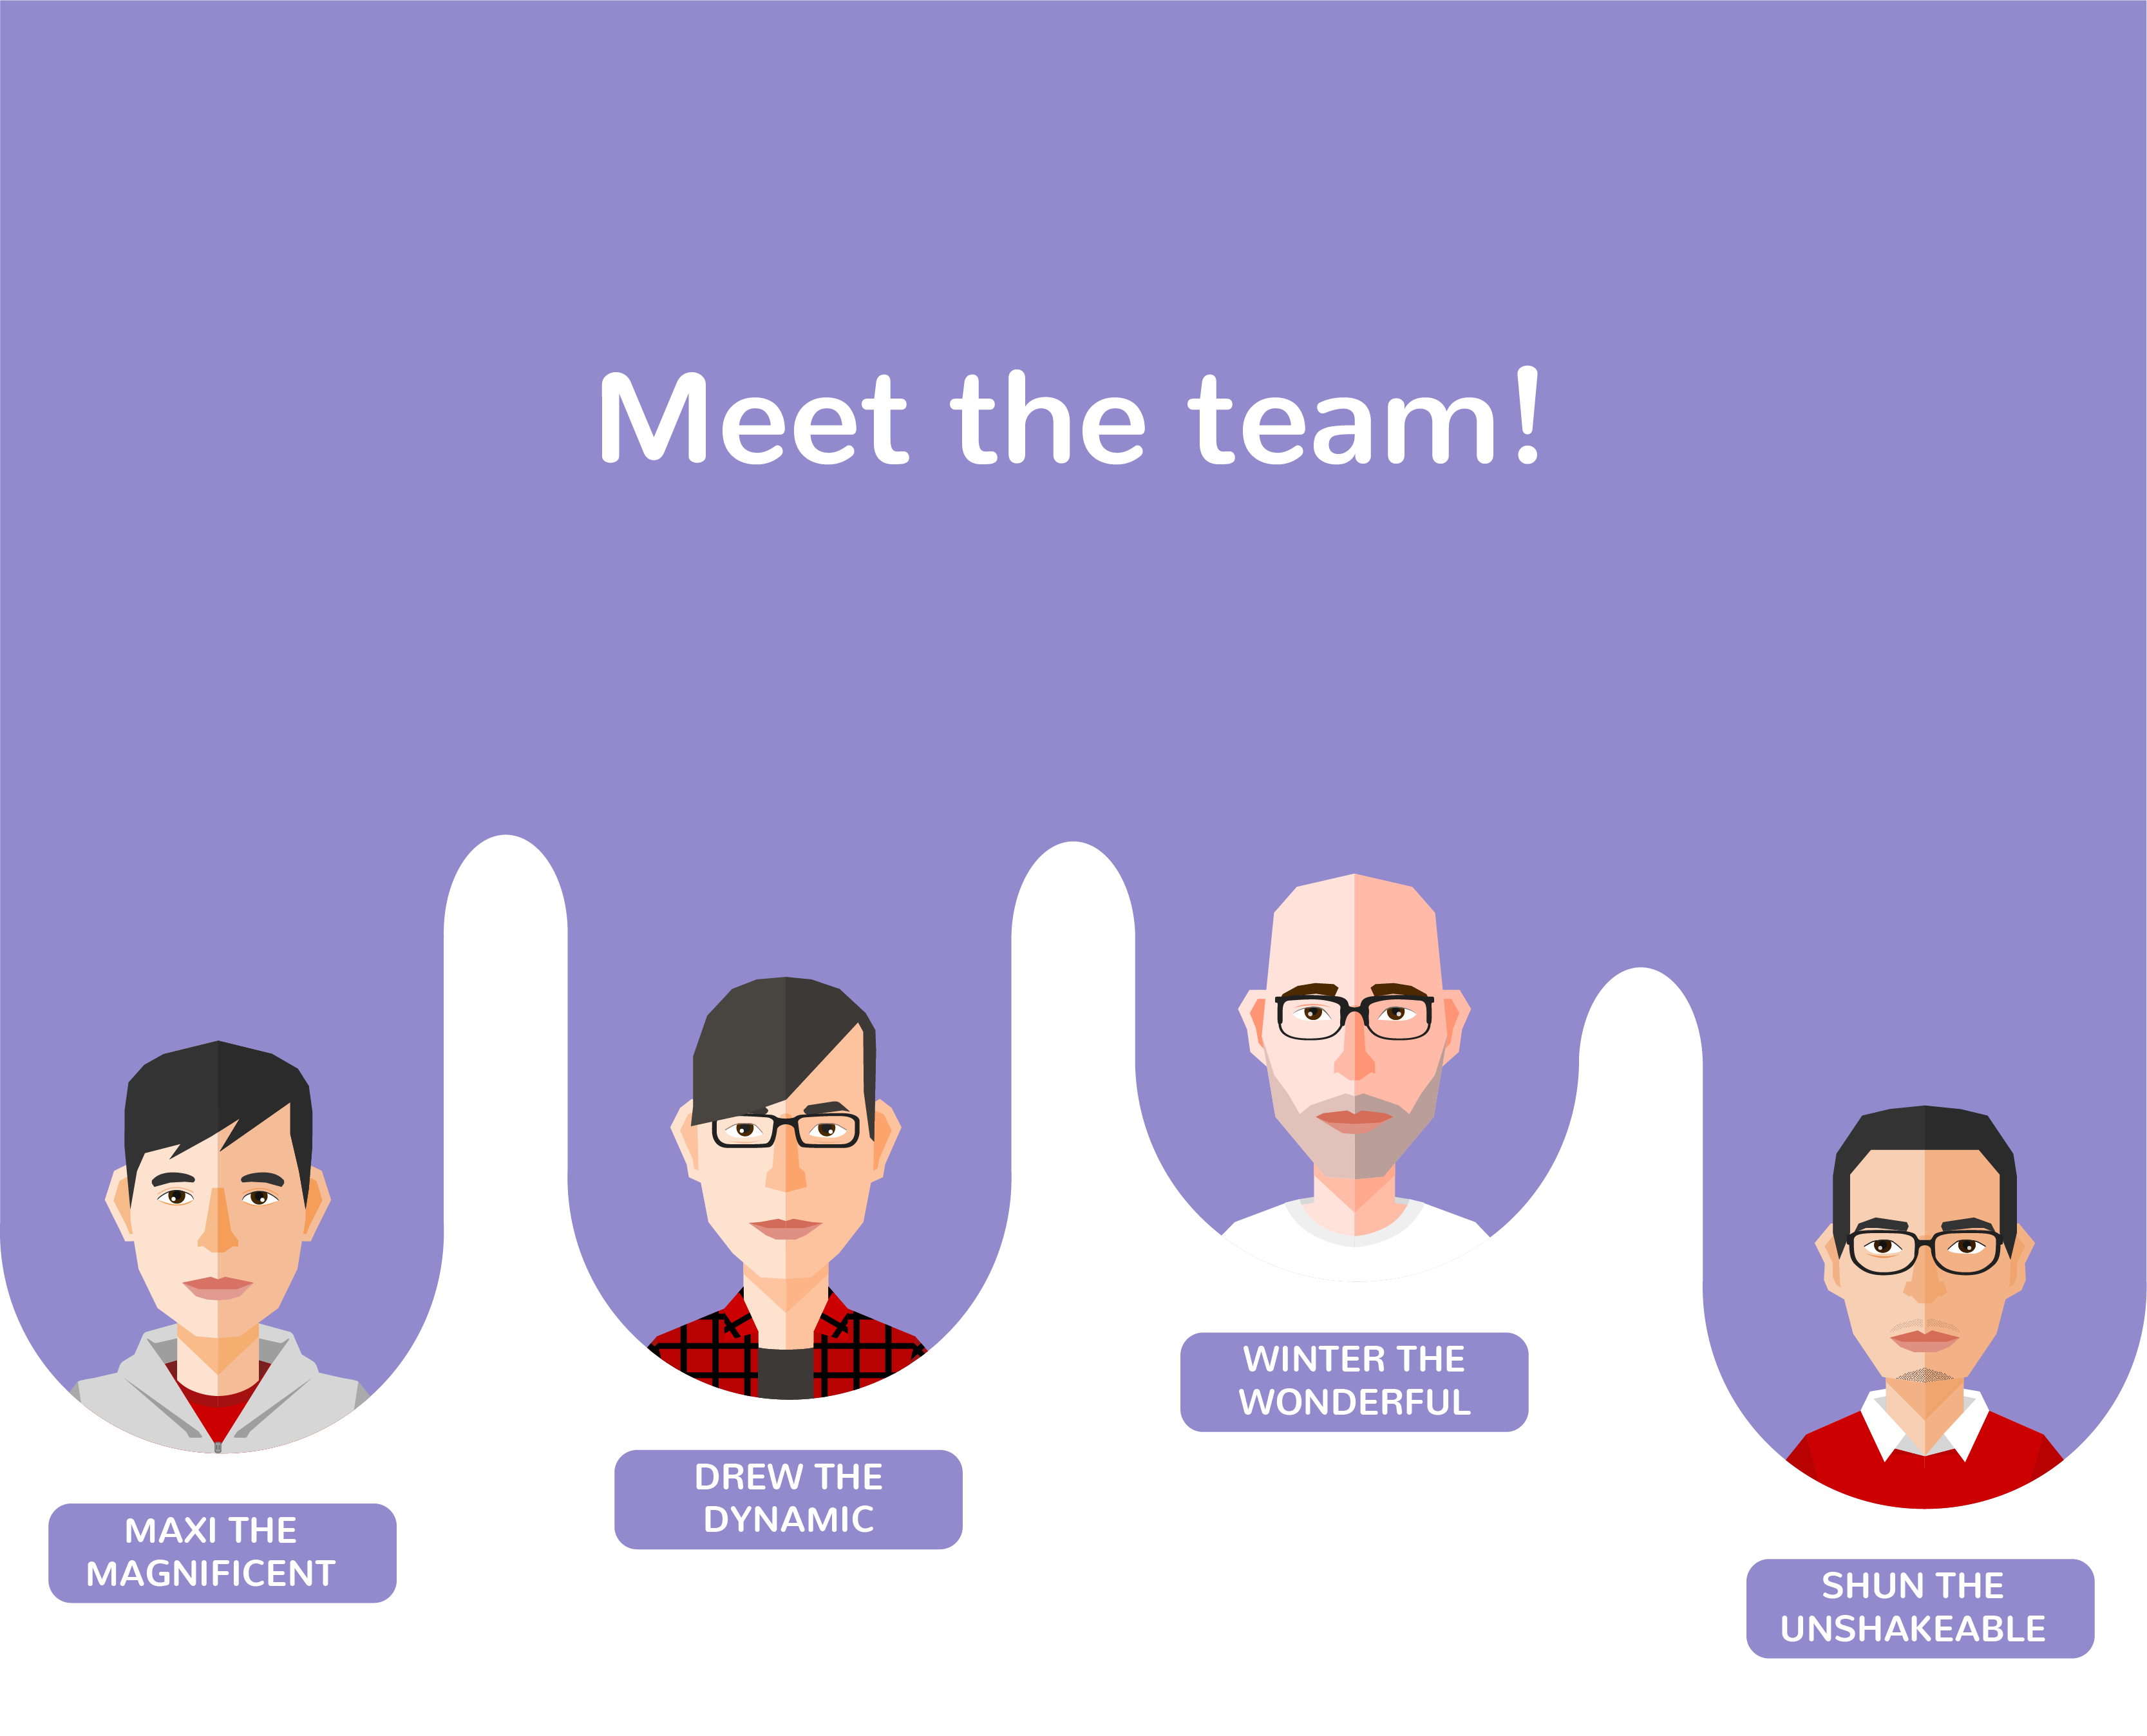 Meet the team!
MAXI THE
MAGNIFICENT
DREW THE
DYNAMIC
WINTER THE
WONDERFUL
SHUN THE
UNSHAKEABLE